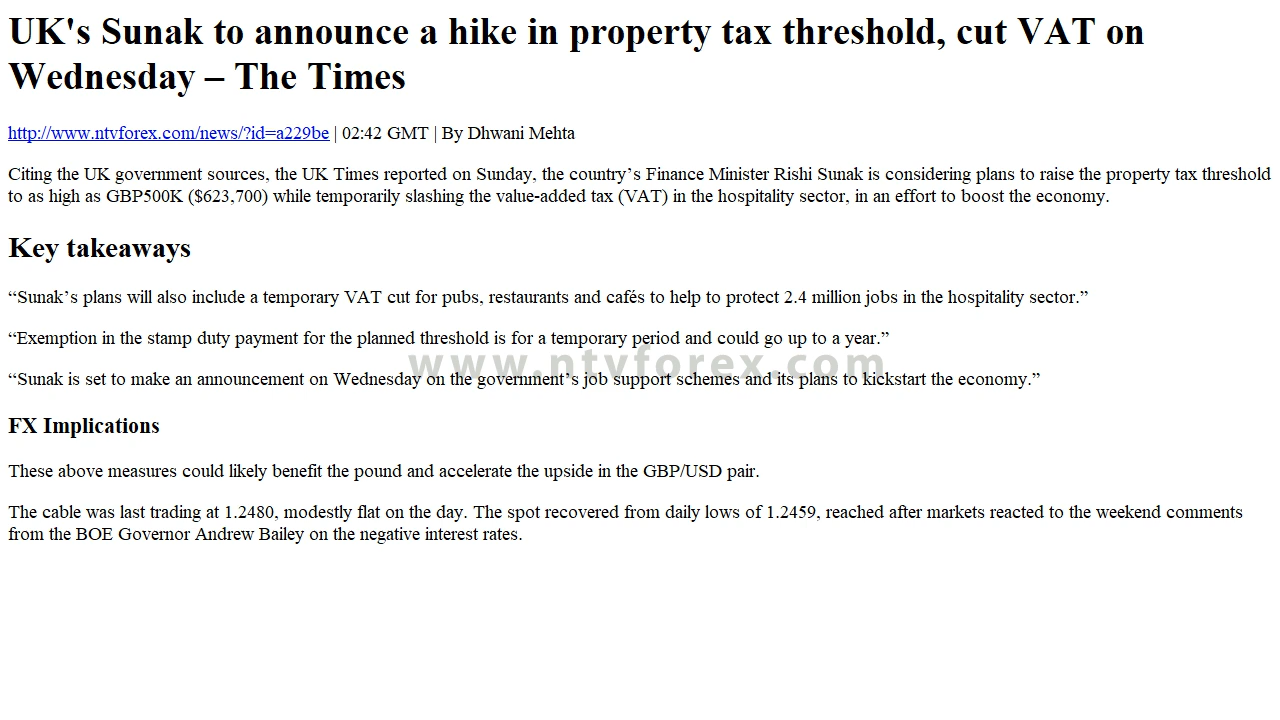 UK's Sunak to announce a hike in property tax threshold, cut VAT on
Wednesday – The Times
http://www.ntvforex.com/news/?id=a229be | 02:42 GMT | By Dhwani Mehta
Citing the UK government sources, the UK Times reported on Sunday, the country’s Finance Minister Rishi Sunak is considering plans to raise the property tax threshold
to as high as GBP500K ($623,700) while temporarily slashing the value-added tax (VAT) in the hospitality sector, in an effort to boost the economy.
Key takeaways
“Sunak’s plans will also include a temporary VAT cut for pubs, restaurants and cafés to help to protect 2.4 million jobs in the hospitality sector.”
“Exemption in the stamp duty payment for the planned threshold is for a temporary period and could go up to a year.”
www.ntvforex.com
“Sunak is set to make an announcement on Wednesday on the government’s job support schemes and its plans to kickstart the economy.”
FX Implications
These above measures could likely benefit the pound and accelerate the upside in the GBP/USD pair.
The cable was last trading at 1.2480, modestly flat on the day. The spot recovered from daily lows of 1.2459, reached after markets reacted to the weekend comments
from the BOE Governor Andrew Bailey on the negative interest rates.